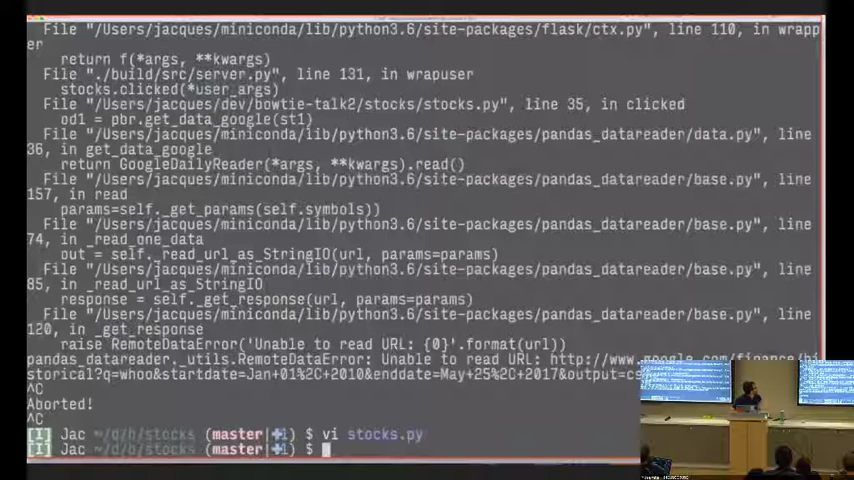 File "/Users/jacques/miniconda/lib/python3.6/site-packages/flask/ctx.py", line 110, in wrapp
er
return f(*args, **kwargs)
File "./build/src/server.py", line 131, in wrapuser
stocks.clicked(*user_args)
File "/Users/jacques/dev/bowtie-talk2/stocks/stocks.py", line 35, in clicked
od1 = pbr.get_data_google(st1)
File "/Users/jacques/miniconda/lib/python3.6/site-packages/pandas_datareader/data.py", line
36, in get_data_google
return GoogleDailyReader(*args, **kwargs).read()
File "/Users/jacques/miniconda/lib/python3.6/site-packages/pandas_datareader/base.py", line
157, in read
params=self._get_params(self.symbols))
File "/Users/jacques/miniconda/lib/python3.6/site-packages/pandas_datareader/base.py", line
74, in _read_one_data
out = self._read_url_as_StringIO(url, params=params)
File "/Users/jacques/miniconda/lib/python3.6/site-packages/pandas_datareader/base.py", line
85, in _read_url_as_StringIO
response = self._get_response(url, params=params)
File "/Users/jacques/miniconda/lib/python3.6/site-packages/pandas_datareader/base.py", line
120, in _get_response
raise RemoteDataError('Unable to read URL: {0}'.format(url))
pandas_datareader._utils.RemoteDataError: Unable to read URL: http://www.google.com/finance/hi
storical?q=whoo&startdate=Jan+01%2C+2010&enddate=May+25%2C+2017&output=cs
^C
Aborted!
^C
[I] Jac ~/d/b/stocks (master|✚1) $ vi stocks.py
[I] Jac ~/d/b/stocks (master|✚1) $